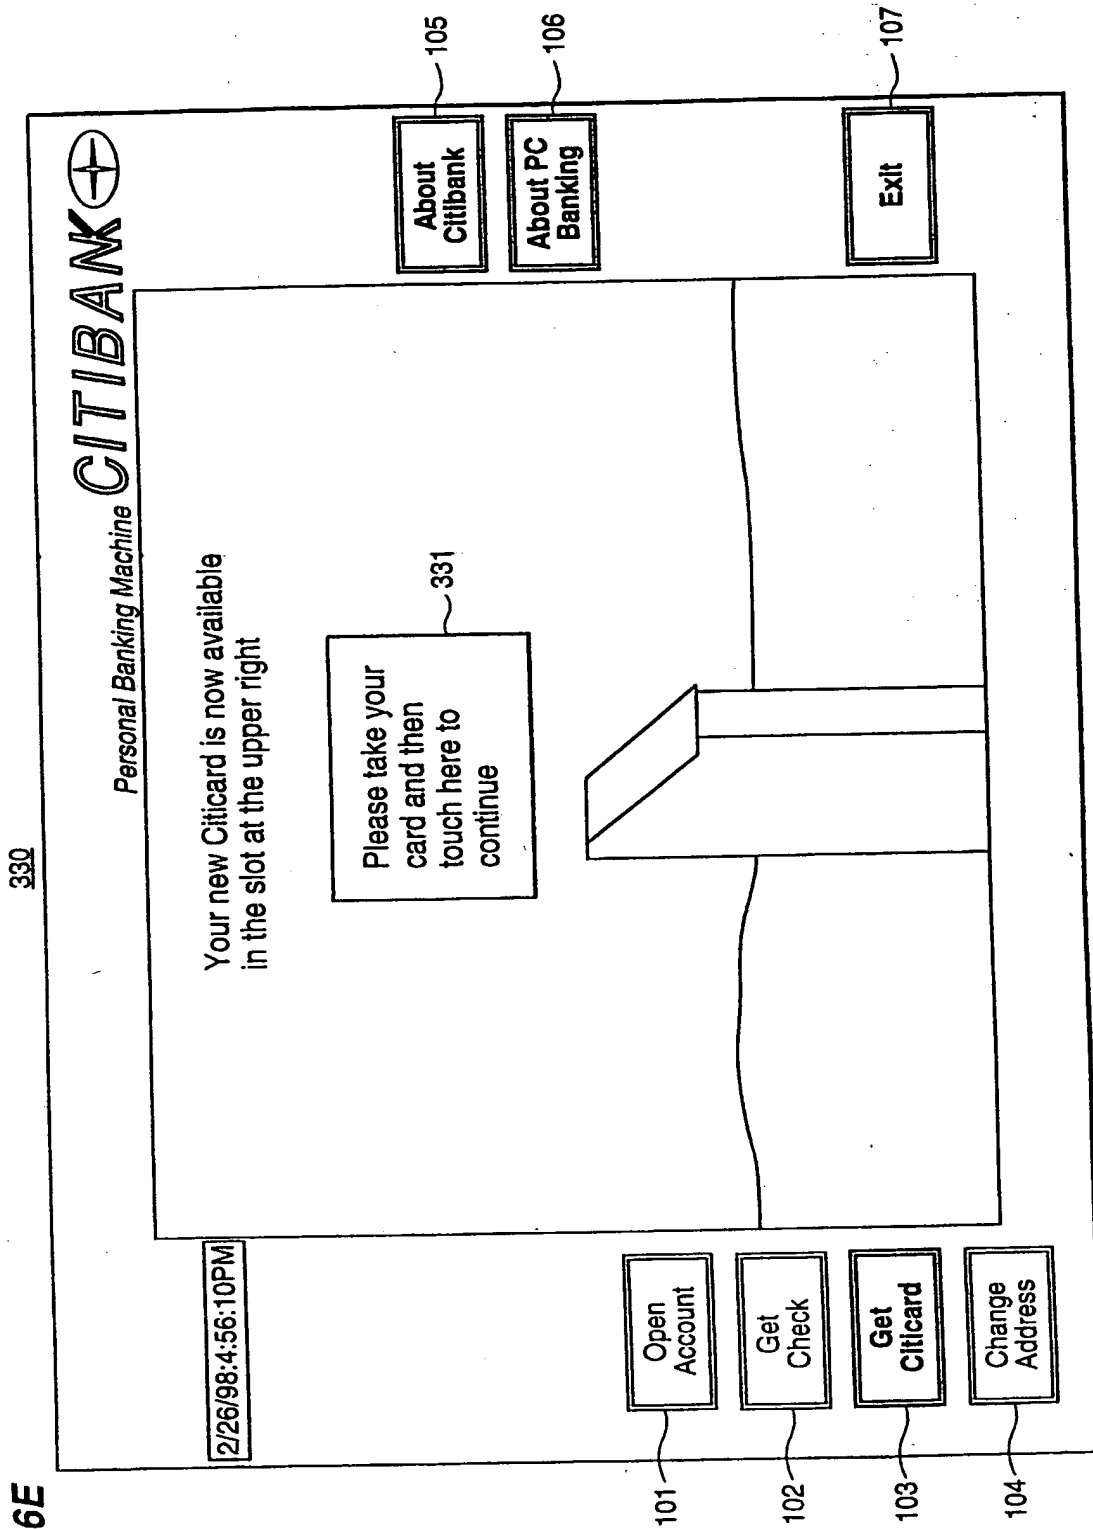 6E
330
Personal Banking Machine CITIBANK
2/26/98:4:56:10PM
Your new Citicard is now available
in the slot at the upper right
Please take your
card and then
touch here to
continue
331
About
Citibank
105
About PC
Banking
106
Exit
107
Open
Account
101
Get
Check
102
Get
Citicard
103
Change
Address
104